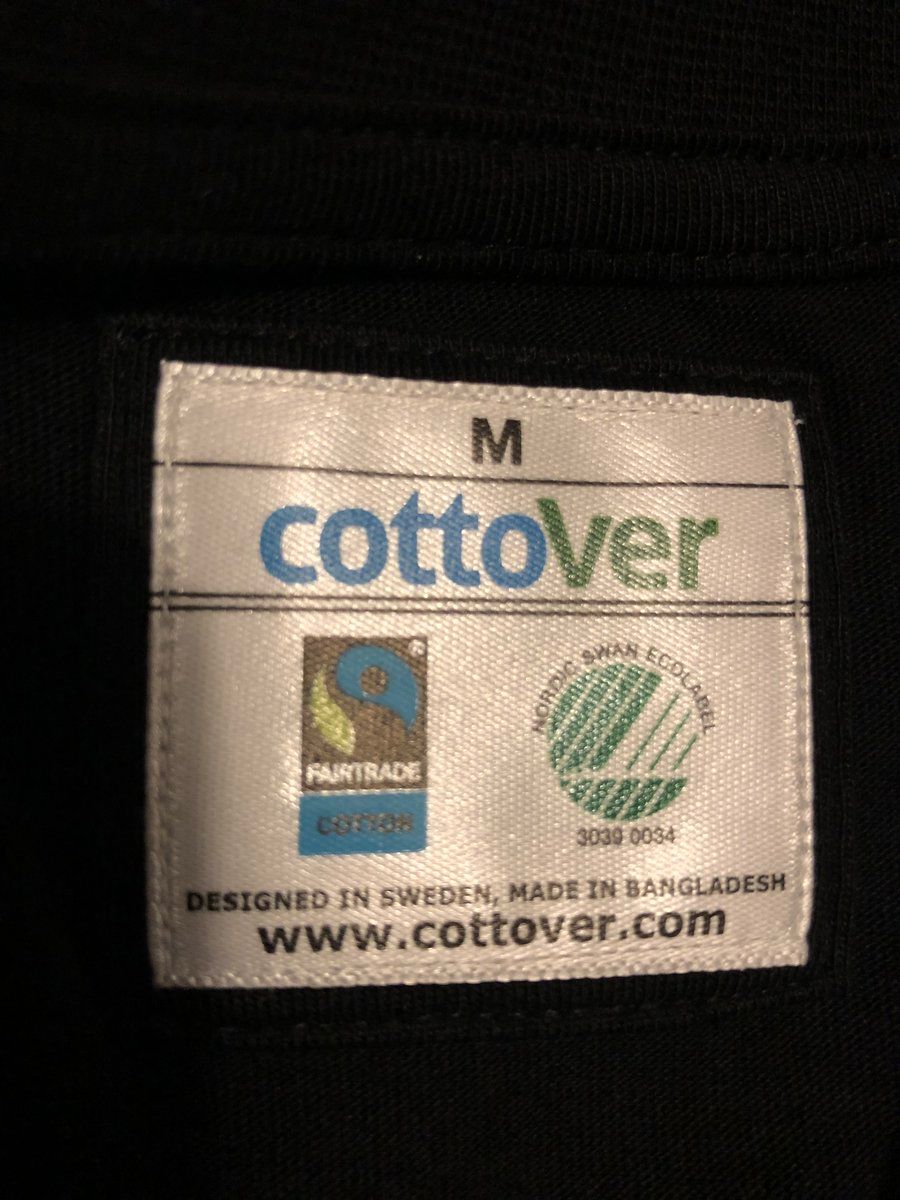 M
cottover
®
FAIRTRADE
COTTON
NORDIC SWAN ECOLABEL
3039 0034
DESIGNED IN SWEDEN, MADE IN BANGLADESH
www.cottover.com